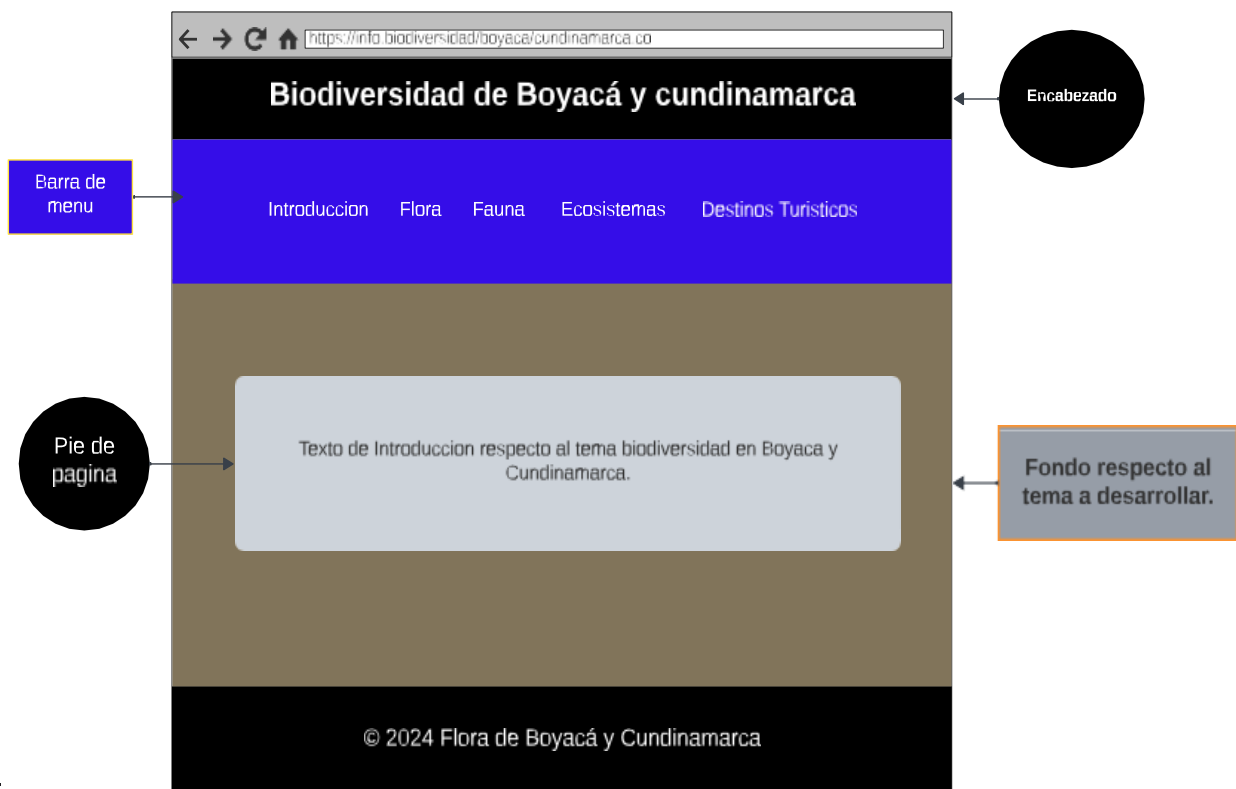 https://info.biodiversidad/boyaca/cundinamarca.co
Biodiversidad de Boyacá y cundinamarca
Encabezado
Barra de
menu
Introduccion Flora Fauna Ecosistemas Destinos Turisticos
Pie de
pagina
Texto de Introduccion respecto al tema biodiversidad en Boyaca y
Cundinamarca.
Fondo respecto al
tema a desarrollar.
© 2024 Flora de Boyacá y Cundinamarca